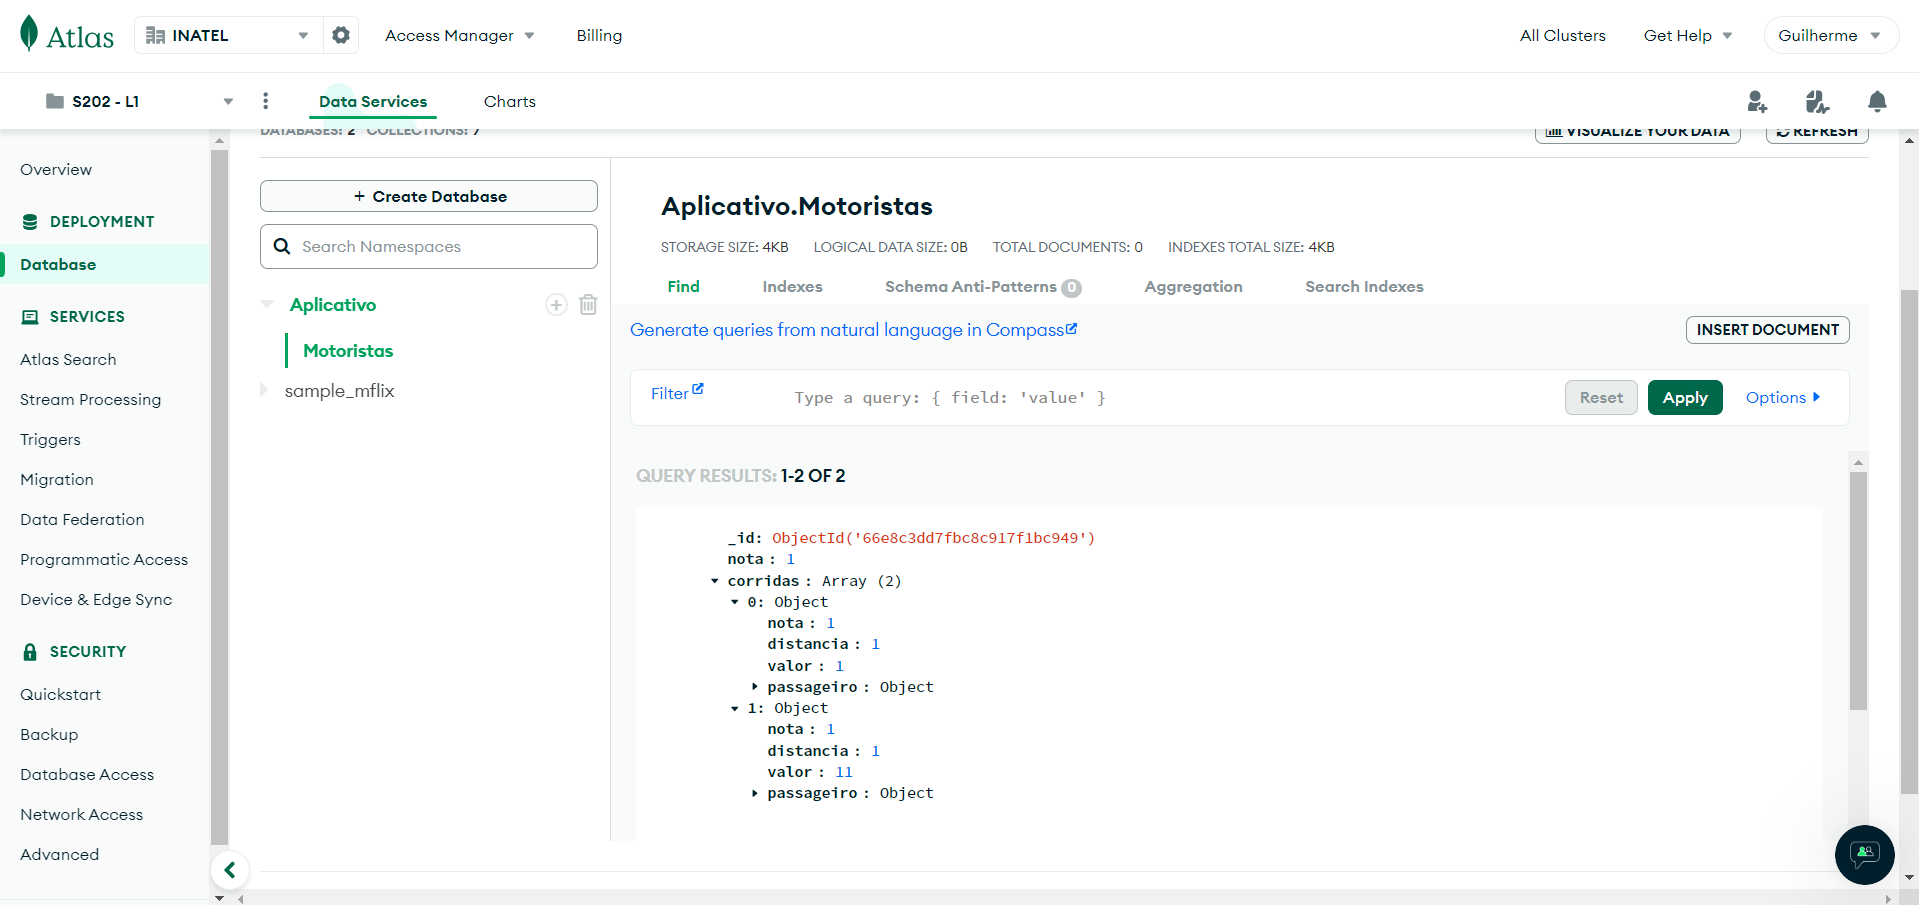 Atlas
INATEL
Access Manager
Billing
All Clusters
Get Help
Guilherme
S202 - L1
Data Services
Charts
DATABASES: 2 COLLECTIONS: 7
VISUALIZE YOUR DATA
REFRESH
Overview
DEPLOYMENT
Database
SERVICES
Atlas Search
Stream Processing
Triggers
Migration
Data Federation
Programmatic Access
Device & Edge Sync
SECURITY
Quickstart
Backup
Database Access
Network Access
Advanced
+ Create Database
Search Namespaces
Aplicativo
Motoristas
sample_mflix
Aplicativo.Motoristas
STORAGE SIZE: 4KB LOGICAL DATA SIZE: 0B TOTAL DOCUMENTS: 0 INDEXES TOTAL SIZE: 4KB
Find Indexes Schema Anti-Patterns 0 Aggregation Search Indexes
Generate queries from natural language in Compass
INSERT DOCUMENT
Filter
Type a query: { field: 'value' }
Reset
Apply
Options
QUERY RESULTS: 1-2 OF 2
_id: ObjectId('66e8c3dd7fbc8c917f1bc949')
nota : 1
corridas : Array (2)
0: Object
nota : 1
distancia : 1
valor : 1
passageiro : Object
1: Object
nota : 1
distancia : 1
valor : 11
passageiro : Object